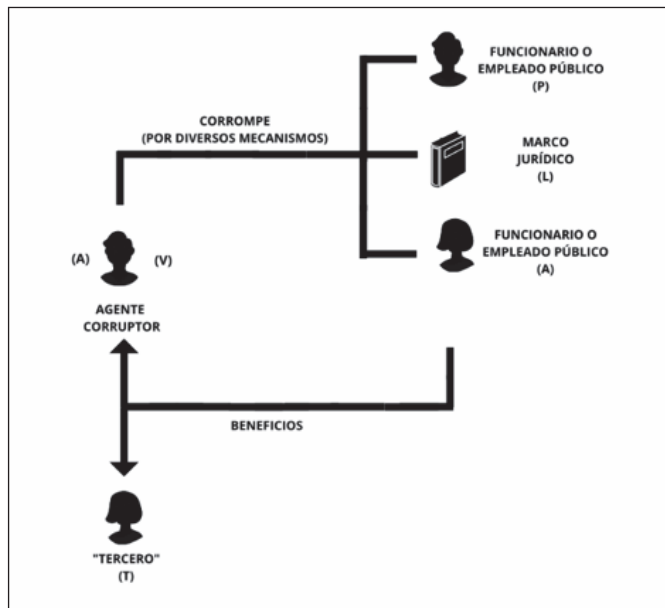 FUNCIONARIO O
EMPLEADO PÚBLICO
(P)
CORROMPE
(POR DIVERSOS MECANISMOS)
MARCO
JURÍDICO
(L)
FUNCIONARIO O
EMPLEADO PÚBLICO
(A)
(A) (V)
AGENTE
CORRUPTOR
BENEFICIOS
"TERCERO"
(T)